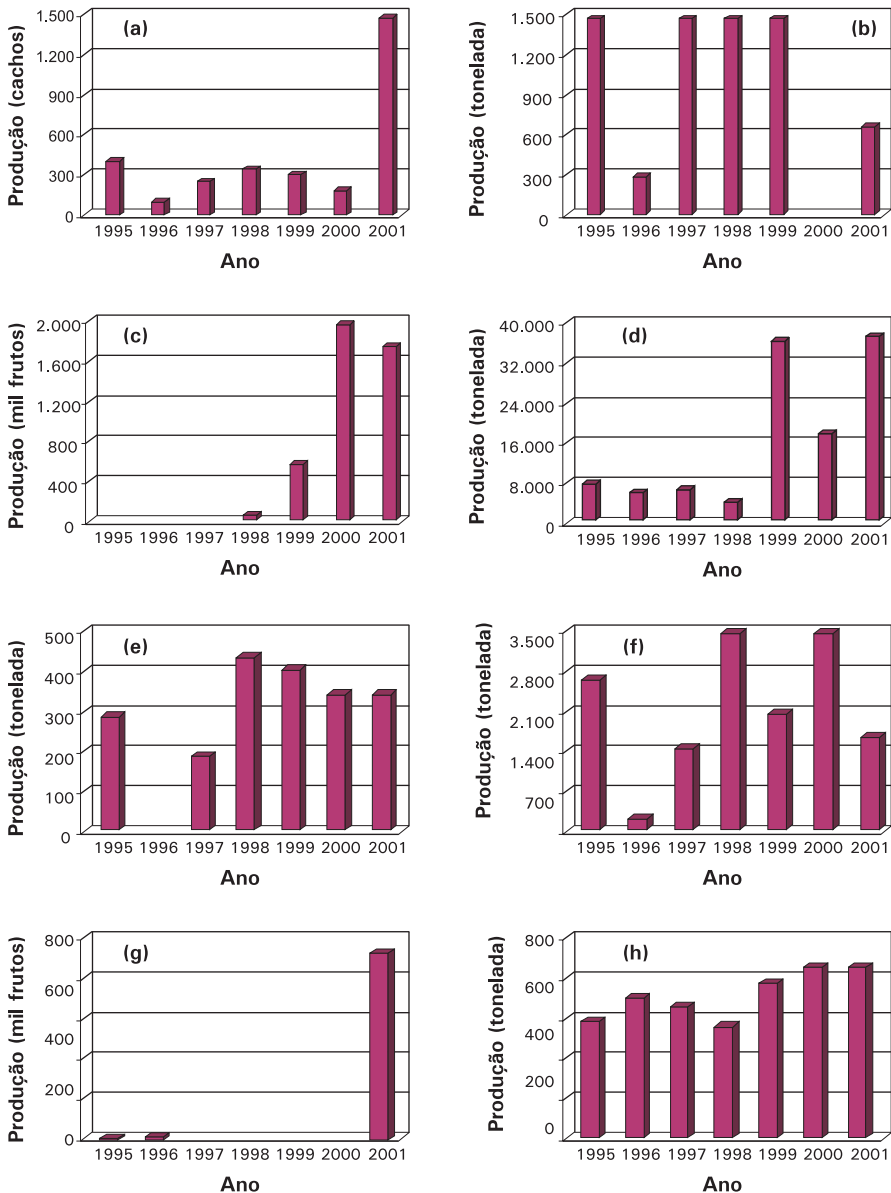 (a)
Produção (cachos)
1.500
1.200
900
600
300
0
1995 1996 1997 1998 1999 2000 2001
Ano
(b)
Produção (tonelada)
1.500
1.200
900
600
300
0
1995 1996 1997 1998 1999 2000 2001
Ano
(c)
Produção (mil frutos)
2.000
1.600
1.200
800
400
0
1995 1996 1997 1998 1999 2000 2001
Ano
(d)
Produção (tonelada)
40.000
32.000
24.000
16.000
8.000
0
1995 1996 1997 1998 1999 2000 2001
Ano
(e)
Produção (tonelada)
500
400
300
200
100
0
1995 1996 1997 1998 1999 2000 2001
Ano
(f)
Produção (tonelada)
3.500
2.800
2.100
1.400
700
1995 1996 1997 1998 1999 2000 2001
Ano
(g)
Produção (mil frutos)
800
600
400
200
0
1995 1996 1997 1998 1999 2000 2001
Ano
(h)
Produção (tonelada)
800
600
400
200
0
1995 1996 1997 1998 1999 2000 2001
Ano